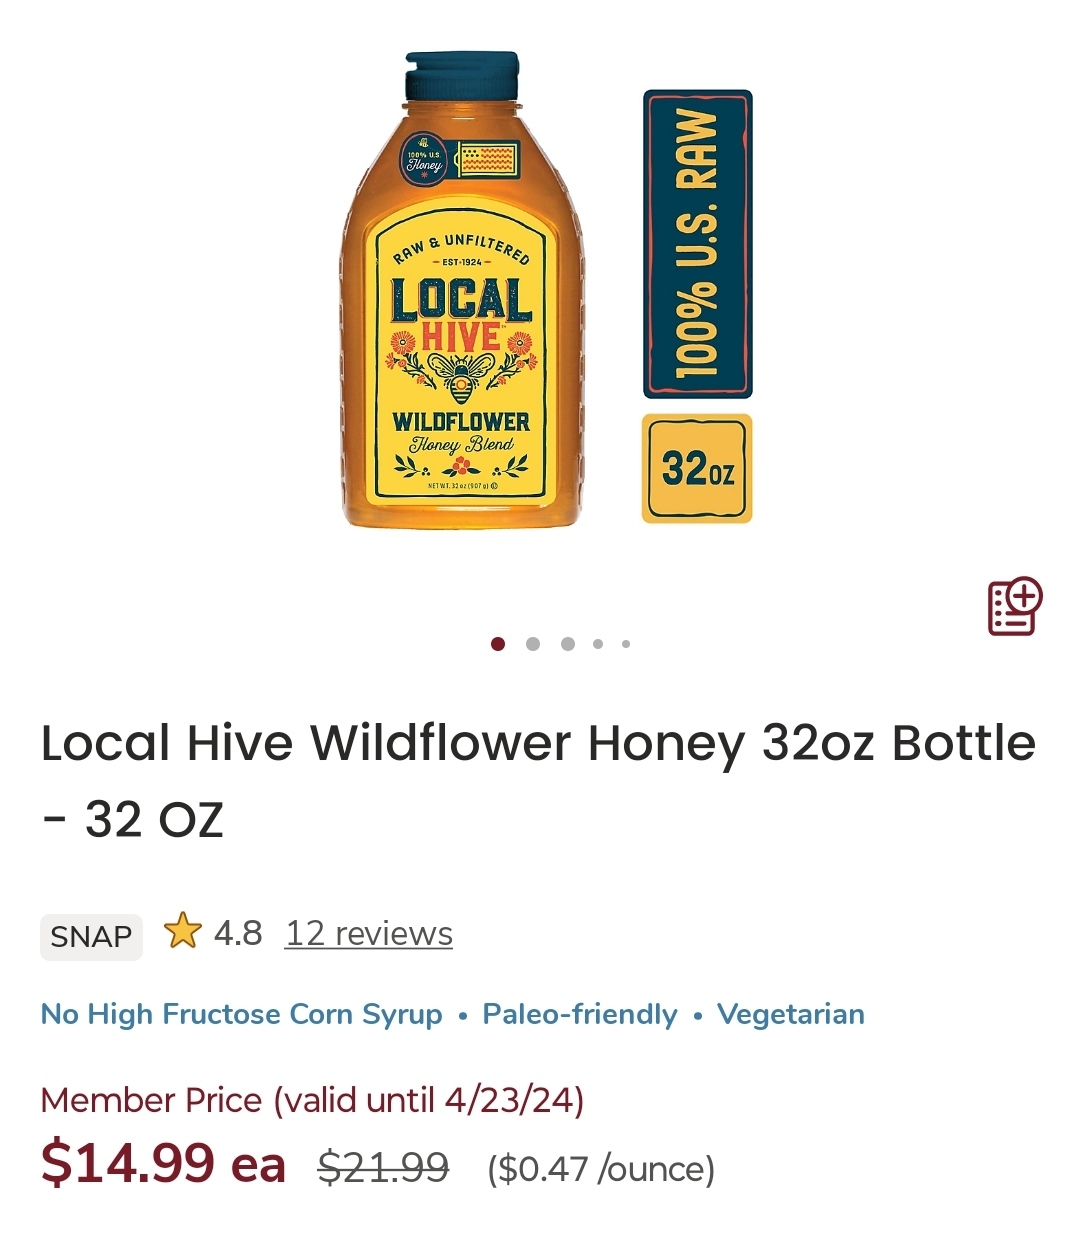 100% U.S.
Honey
RAW & UNFILTERED
EST•1924
LOCAL
HIVE™
WILDFLOWER
Honey Blend
NET WT. 32 oz (907 g)
100% U.S. RAW
32oz
Local Hive Wildflower Honey 32oz Bottle
- 32 OZ
SNAP 4.8 12 reviews
No High Fructose Corn Syrup • Paleo-friendly • Vegetarian
Member Price (valid until 4/23/24)
$14.99 ea $21.99 ($0.47 /ounce)